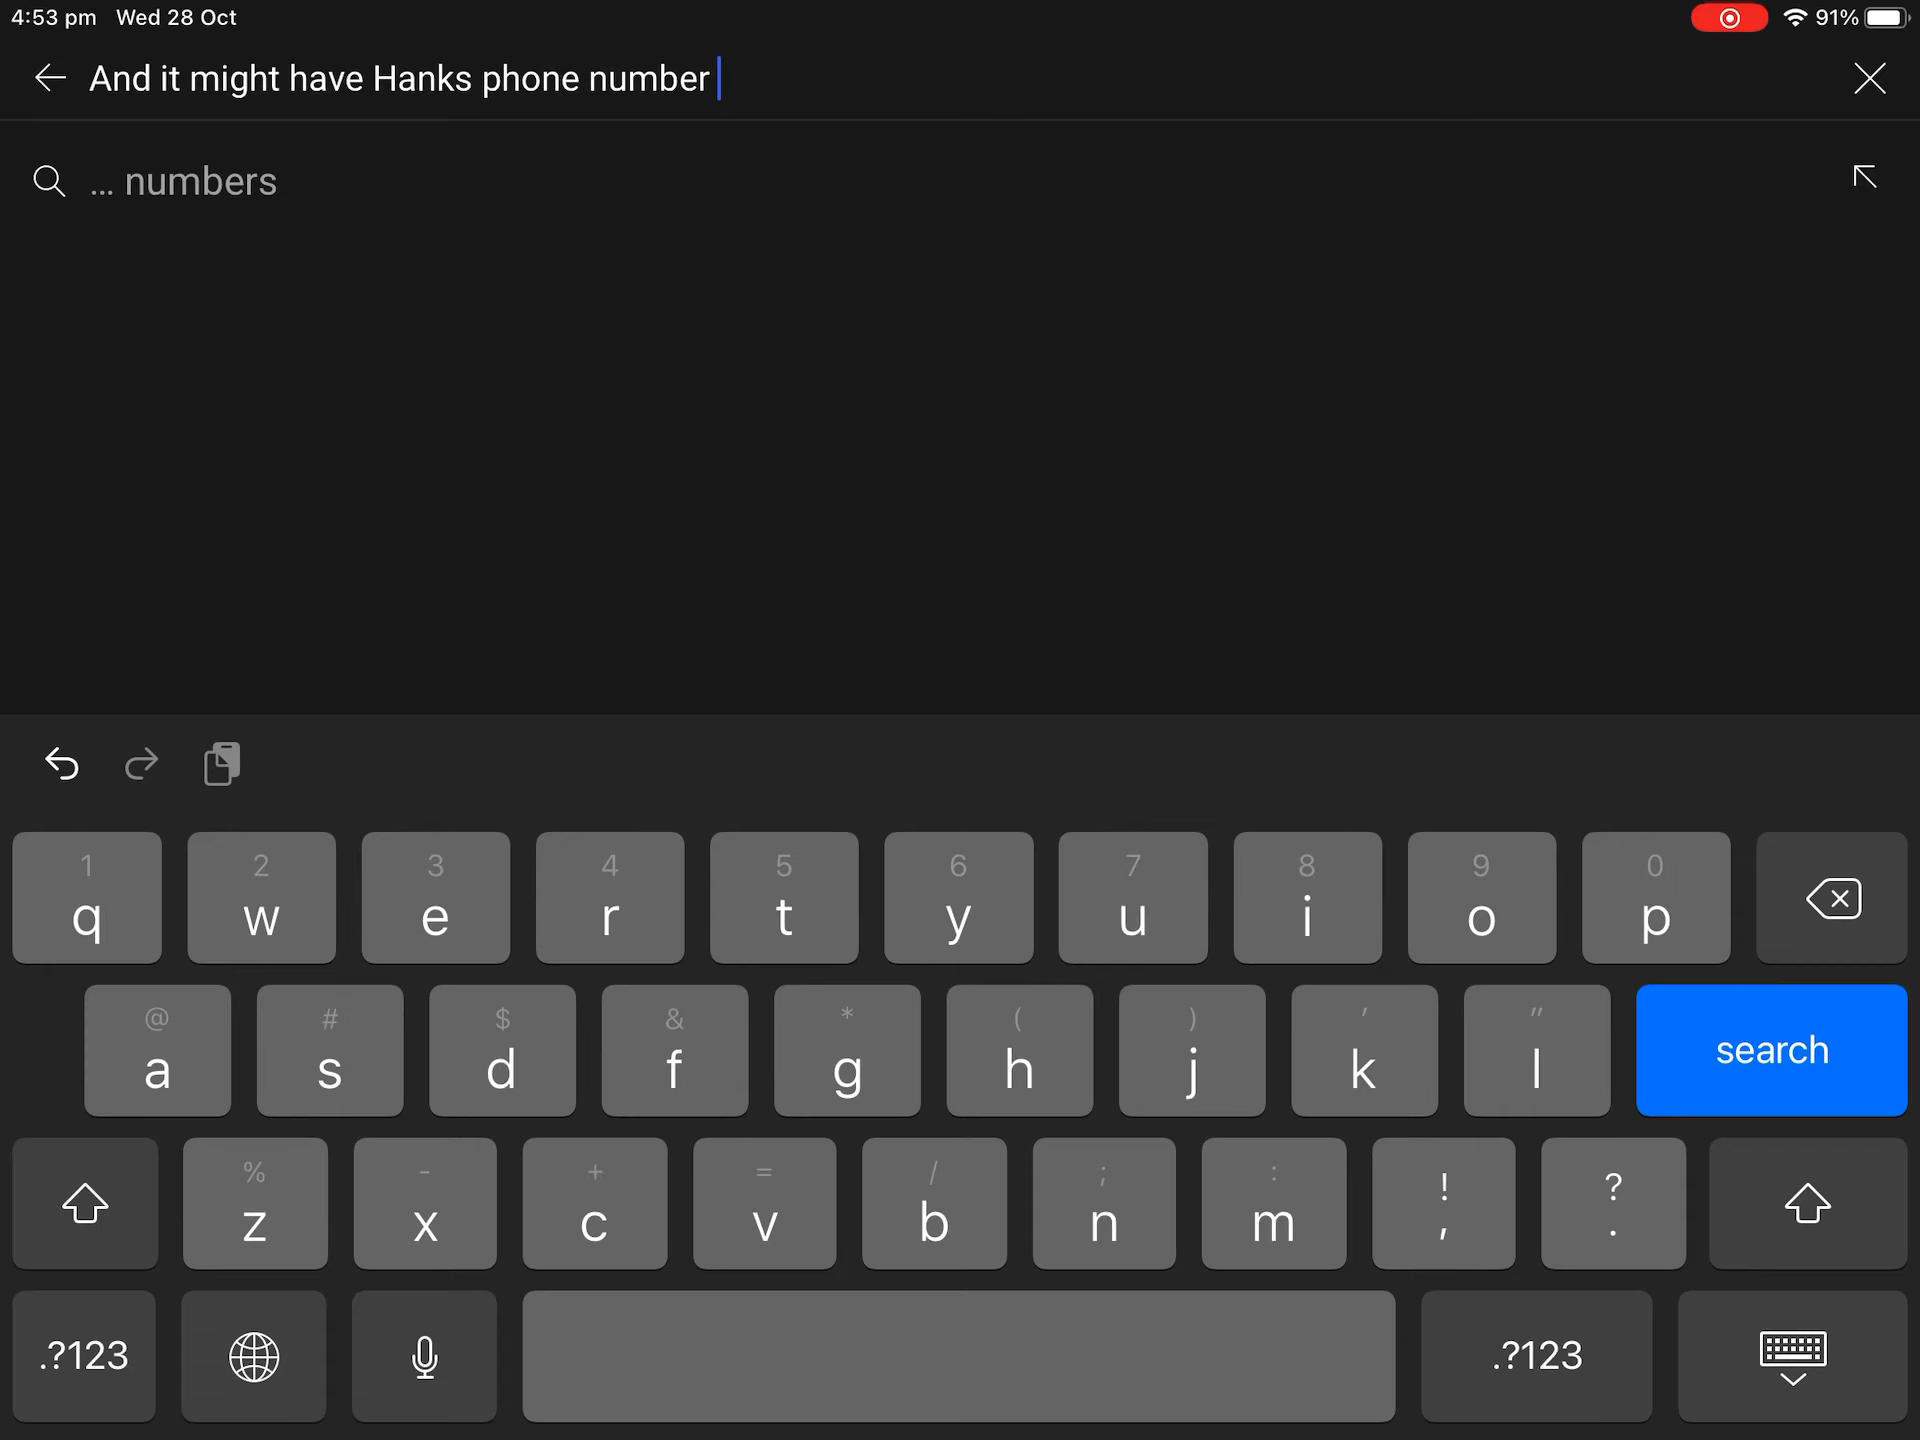 4:53 pm Wed 28 Oct 91%
And it might have Hanks phone number
... numbers
1 2 3 4 5 6 7 8 9 0
q w e r t y u i o p
@ # $ & * ( ) ' "
a s d f g h j k l search
% - + = / ; : ! ?
z x c v b n m , .
.?123 .?123